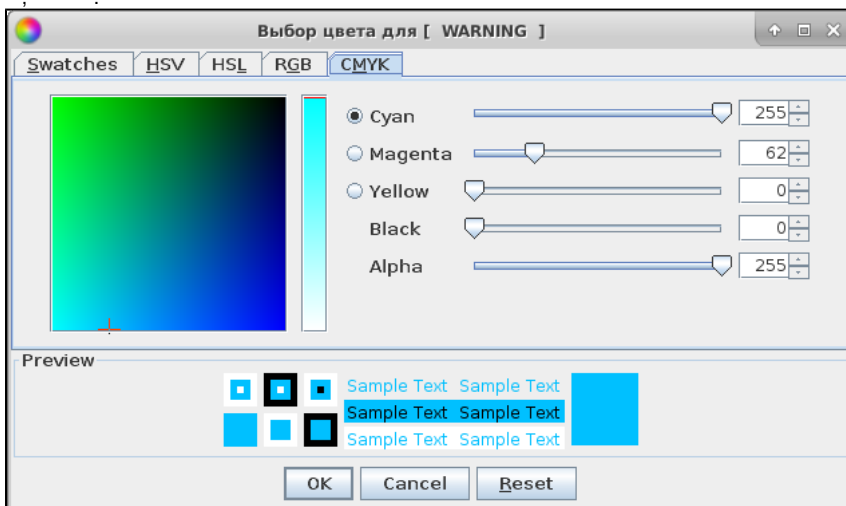 Выбор цвета для [ WARNING ]
Swatches HSV HSL RGB CMYK
Cyan 255
Magenta 62
Yellow 0
Black 0
Alpha 255
Preview
Sample Text Sample Text
Sample Text Sample Text
Sample Text Sample Text
OK Cancel Reset